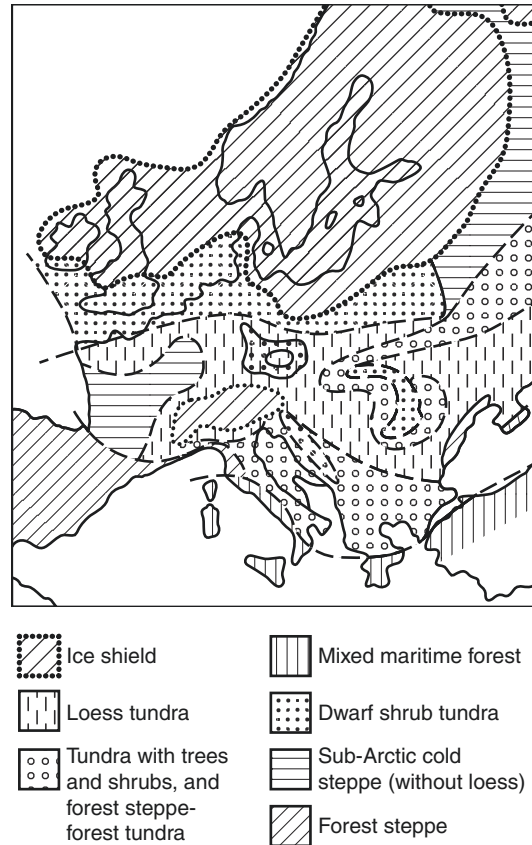 Ice shield
Loess tundra
Tundra with trees
and shrubs, and
forest steppe-
forest tundra
Mixed maritime forest
Dwarf shrub tundra
Sub-Arctic cold
steppe (without loess)
Forest steppe